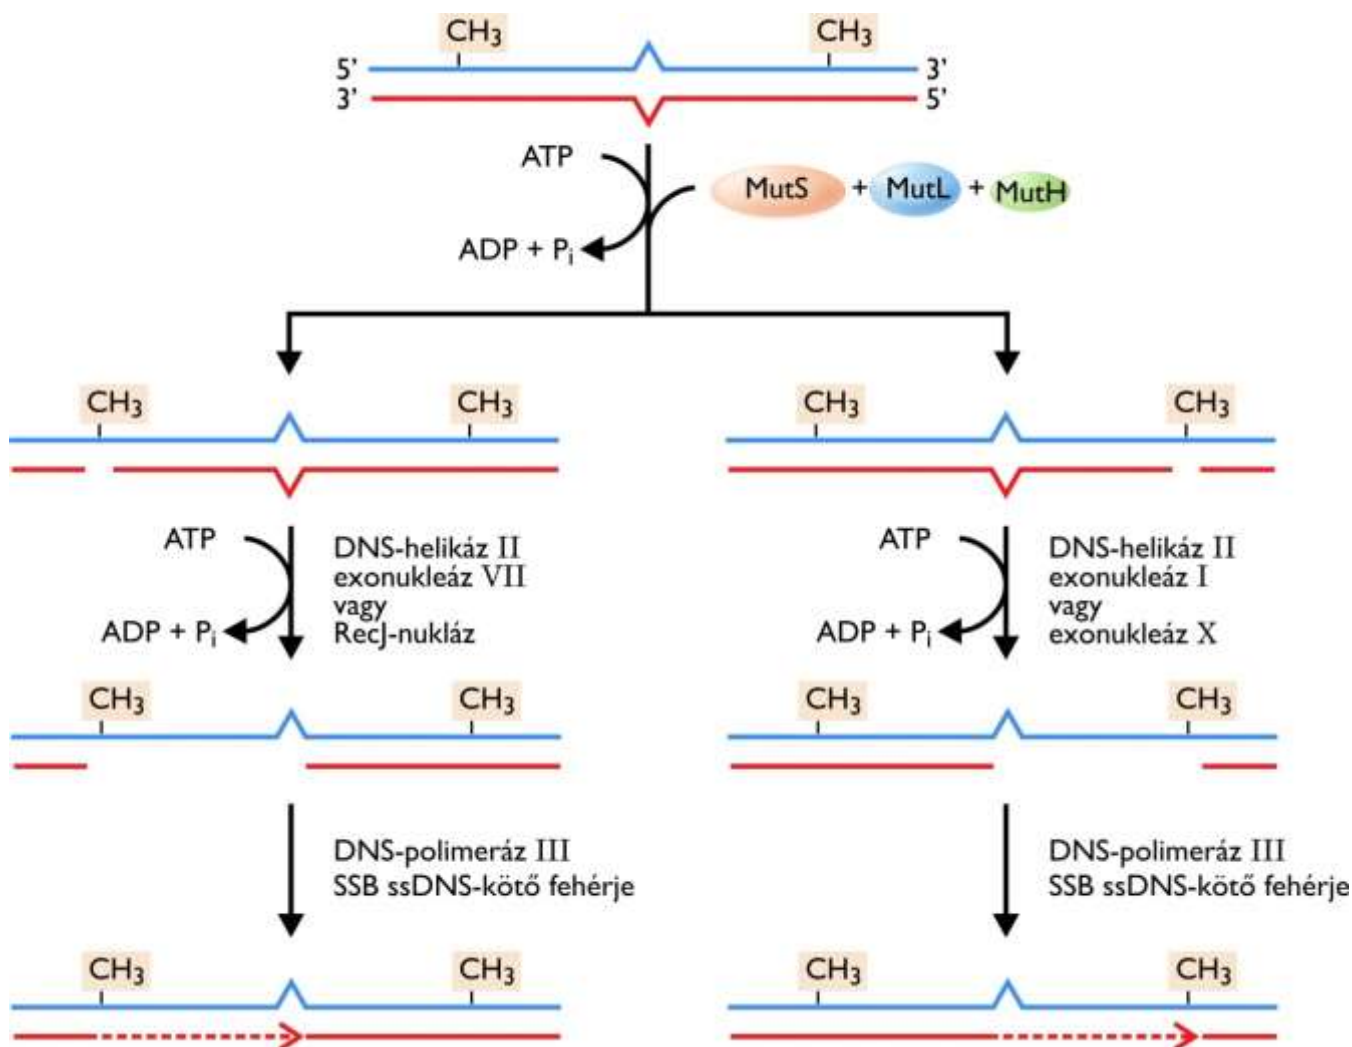 CH₃ CH₃
5’ 3’
3’ 5’
ATP
MutS + MutL + MutH
ADP + Pᵢ
CH₃ CH₃ CH₃ CH₃
ATP
DNS-helikáz II
exonukleáz VII
vagy
RecJ-nukláz
ADP + Pᵢ
ATP
DNS-helikáz II
exonukleáz I
vagy
exonukleáz X
ADP + Pᵢ
CH₃ CH₃ CH₃ CH₃
DNS-polimeráz III
SSB ssDNS-kötő fehérje
DNS-polimeráz III
SSB ssDNS-kötő fehérje
CH₃ CH₃ CH₃ CH₃